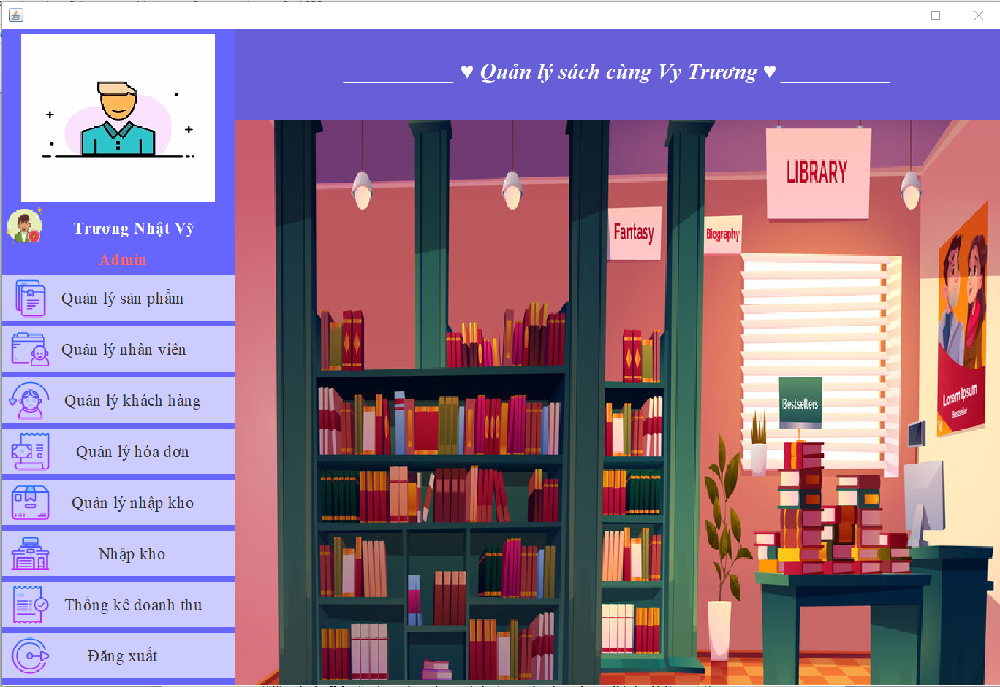 __________ ♥ Quản lý sách cùng Vy Trương ♥ __________
Trương Nhật Vỹ
Admin
Quản lý sản phẩm
Quản lý nhân viên
Quản lý khách hàng
Quản lý hóa đơn
Quản lý nhập kho
Nhập kho
Thống kê doanh thu
Đăng xuất
LIBRARY
Fantasy
Biography
Bestsellers
Lorem Ipsum
Bestseller